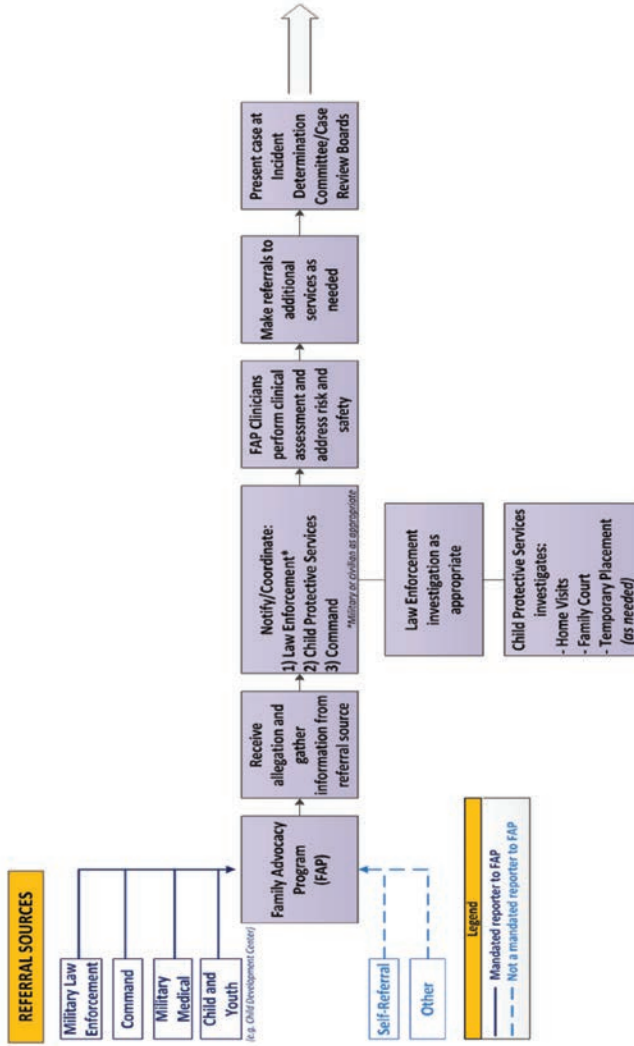 REFERRAL SOURCES
Military Law
Enforcement
Command
Military
Medical
Child and
Youth
(e.g. Child Development Center)
Self-Referral
Other
Family Advocacy
Program
(FAP)
Receive
allegation and
gather
information from
referral source
Notify/Coordinate:
1) Law Enforcement*
2) Child Protective Services
3) Command
*Military or civilian as appropriate
FAP Clinicians
perform clinical
assessment and
address risk and
safety
Make referrals to
additional
services as
needed
Present case at
Incident
Determination
Committee/Case
Review Boards
Law Enforcement
investigation as
appropriate
Child Protective Services
investigates:
- Home Visits
- Family Court
- Temporary Placement
(as needed)
Legend
Mandated reporter to FAP
Not a mandated reporter to FAP